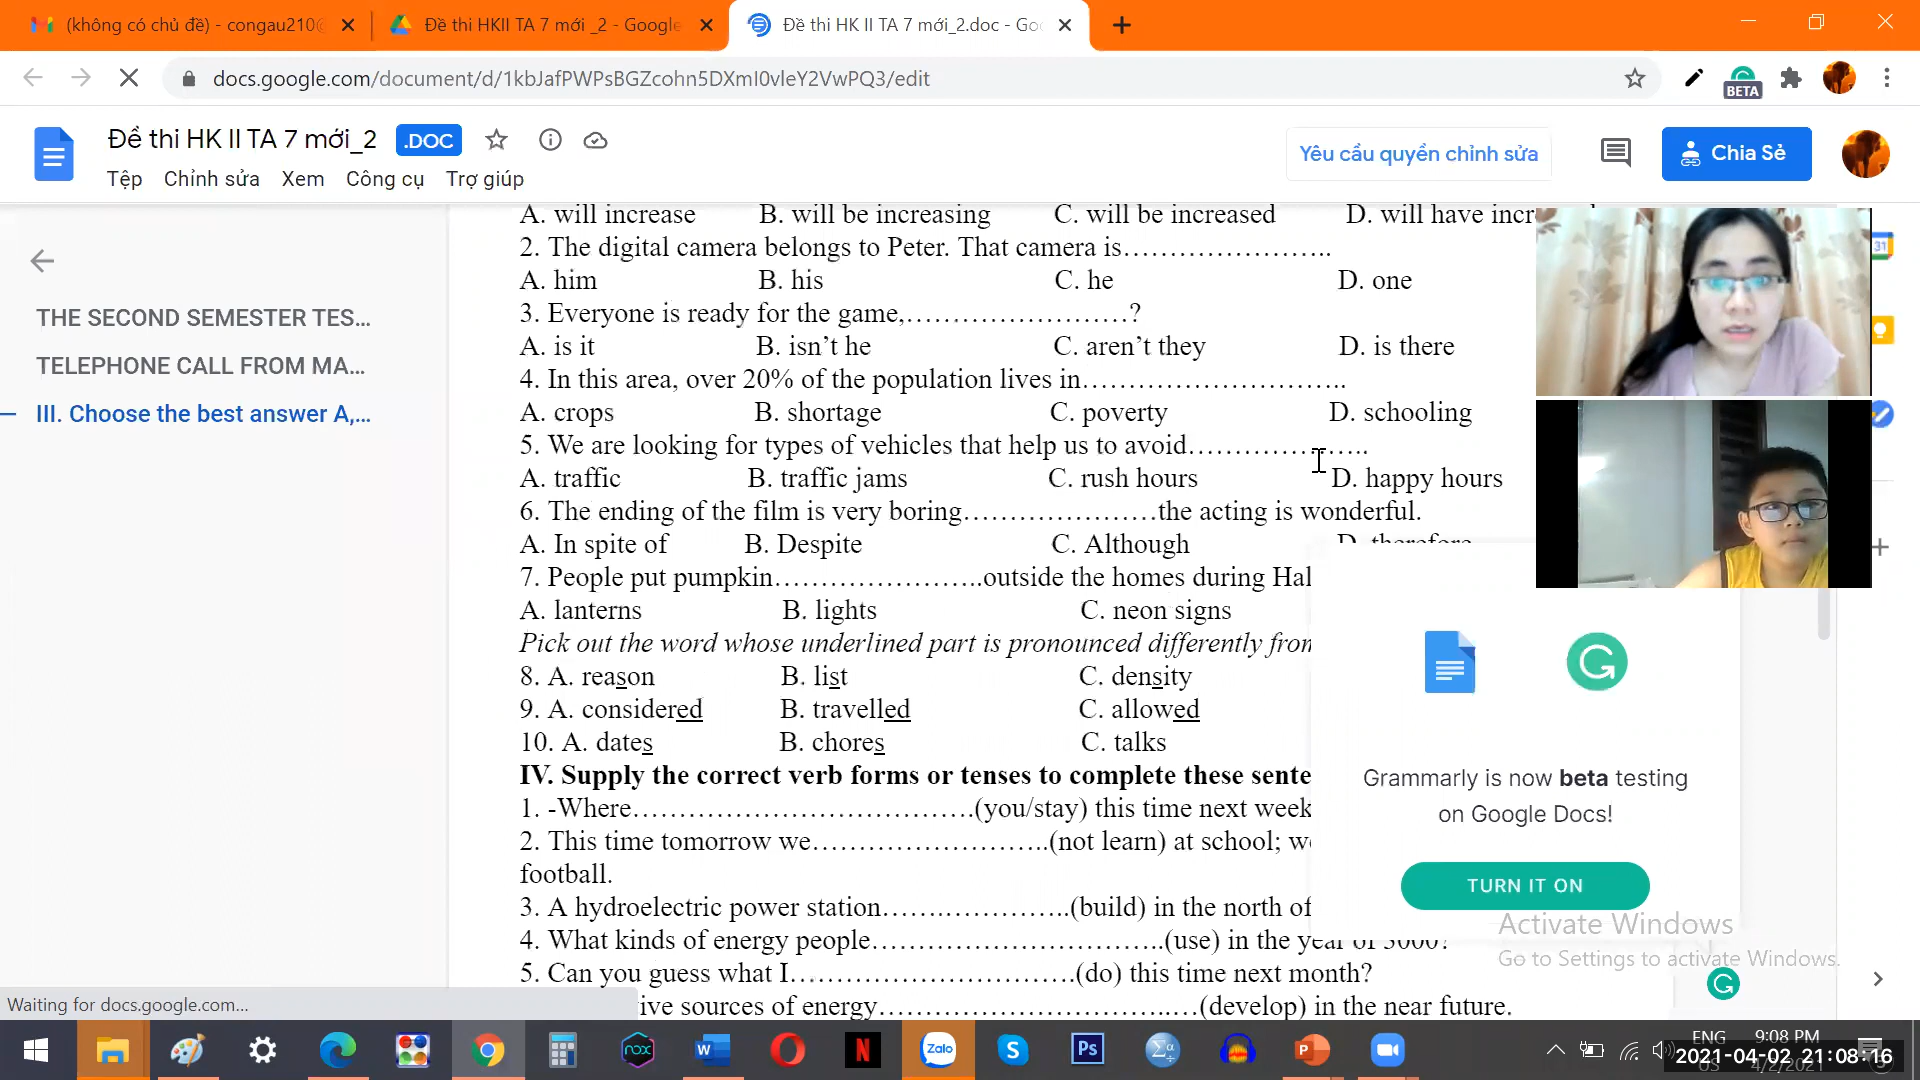 (không có chủ đề) - congau210@
Đề thi HKII TA 7 mới _2 - Google
Đề thi HK II TA 7 mới_2.doc - Go
docs.google.com/document/d/1kbJafPWPsBGZcohn5DXmI0vleY2VwPQ3/edit
BETA
Đề thi HK II TA 7 mới_2
.DOC
Yêu cầu quyền chỉnh sửa
Chia Sẻ
Tệp Chỉnh sửa Xem Công cụ Trợ giúp
THE SECOND SEMESTER TES...
TELEPHONE CALL FROM MA...
III. Choose the best answer A,...
A. will increase B. will be increasing C. will be increased D. will have incr
2. The digital camera belongs to Peter. That camera is…………………..
A. him B. his C. he D. one
3. Everyone is ready for the game,……………………?
A. is it B. isn’t he C. aren’t they D. is there
4. In this area, over 20% of the population lives in………………………..
A. crops B. shortage C. poverty D. schooling
5. We are looking for types of vehicles that help us to avoid………………..
A. traffic B. traffic jams C. rush hours D. happy hours
6. The ending of the film is very boring…………………the acting is wonderful.
A. In spite of B. Despite C. Although D. therefore
7. People put pumpkin…………………..outside the homes during Hal
A. lanterns B. lights C. neon signs
Pick out the word whose underlined part is pronounced differently from
8. A. reason B. list C. density
9. A. considered B. travelled C. allowed
10. A. dates B. chores C. talks
IV. Supply the correct verb forms or tenses to complete these sente
1. -Where……………………………….(you/stay) this time next week
2. This time tomorrow we…………………….(not learn) at school; we
football.
3. A hydroelectric power station…….…………..(build) in the north of
4. What kinds of energy people…………………………..(use) in the year of 3000?
5. Can you guess what I………………………….(do) this time next month?
ive sources of energy…………………………..…(develop) in the near future.
31
Grammarly is now beta testing
on Google Docs!
TURN IT ON
Activate Windows
Go to Settings to activate Windows.
Waiting for docs.google.com...
nox
W
N
Zalo
S
Ps
Σα
P
ENG
US
9:08 PM
4/2/2021
2021-04-02 21:08:16